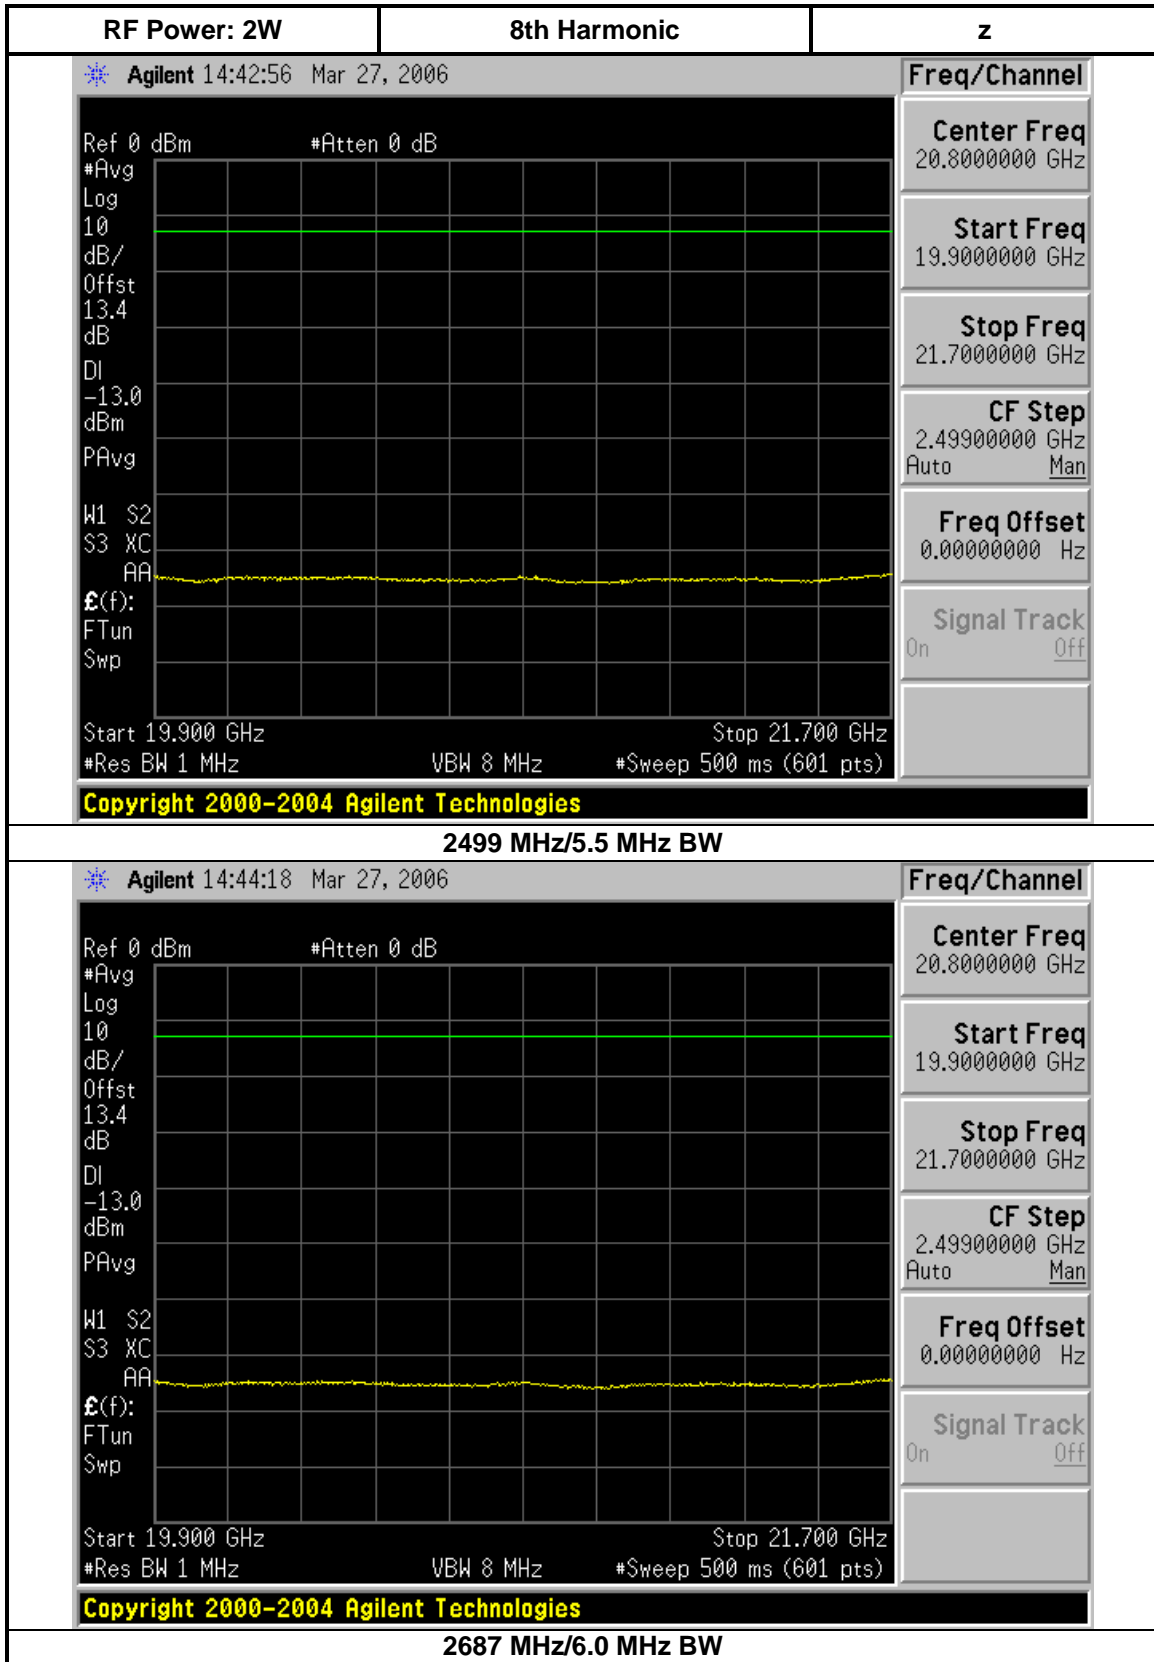 RF Power: 2W 8th Harmonic z
Agilent 14:42:56 Mar 27, 2006 Freq/Channel
Ref 0 dBm #Atten 0 dB
#Avg
Log
10
dB/
Offst
13.4
dB
DI
-13.0
dBm
PAvg
W1 S2
S3 XC
AA
£(f):
FTun
Swp
Start 19.900 GHz Stop 21.700 GHz
#Res BW 1 MHz VBW 8 MHz #Sweep 500 ms (601 pts)
Center Freq
20.8000000 GHz
Start Freq
19.9000000 GHz
Stop Freq
21.7000000 GHz
CF Step
2.49900000 GHz
Auto Man
Freq Offset
0.00000000 Hz
Signal Track
On Off
Copyright 2000-2004 Agilent Technologies
2499 MHz/5.5 MHz BW
Agilent 14:44:18 Mar 27, 2006 Freq/Channel
Ref 0 dBm #Atten 0 dB
#Avg
Log
10
dB/
Offst
13.4
dB
DI
-13.0
dBm
PAvg
W1 S2
S3 XC
AA
£(f):
FTun
Swp
Start 19.900 GHz Stop 21.700 GHz
#Res BW 1 MHz VBW 8 MHz #Sweep 500 ms (601 pts)
Center Freq
20.8000000 GHz
Start Freq
19.9000000 GHz
Stop Freq
21.7000000 GHz
CF Step
2.49900000 GHz
Auto Man
Freq Offset
0.00000000 Hz
Signal Track
On Off
Copyright 2000-2004 Agilent Technologies
2687 MHz/6.0 MHz BW